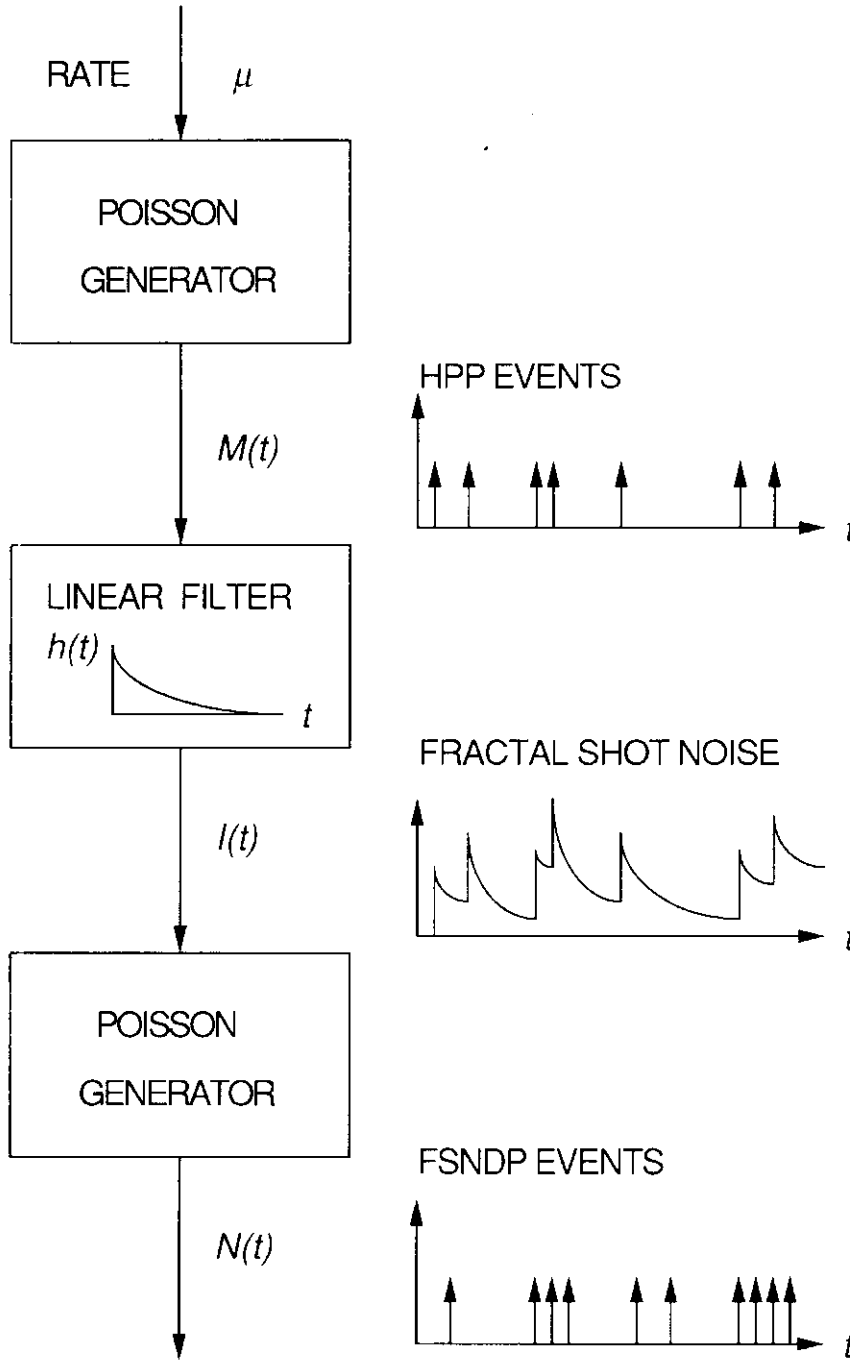 RATE μ
POISSON
GENERATOR
HPP EVENTS
M(t)
t
LINEAR FILTER
h(t)
t
FRACTAL SHOT NOISE
I(t)
t
POISSON
GENERATOR
FSNDP EVENTS
N(t)
t